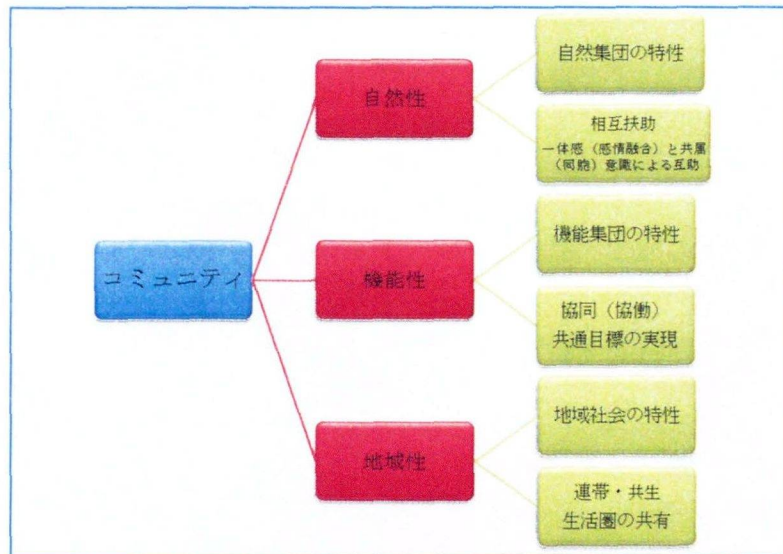 コミュニティ
自然性
自然集団の特性
相互扶助
一体感(感情融合)と共属
(同胞)意識による互助
機能性
機能集団の特性
協同(協働)
共通目標の実現
地域性
地域社会の特性
連帯・共生
生活圏の共有